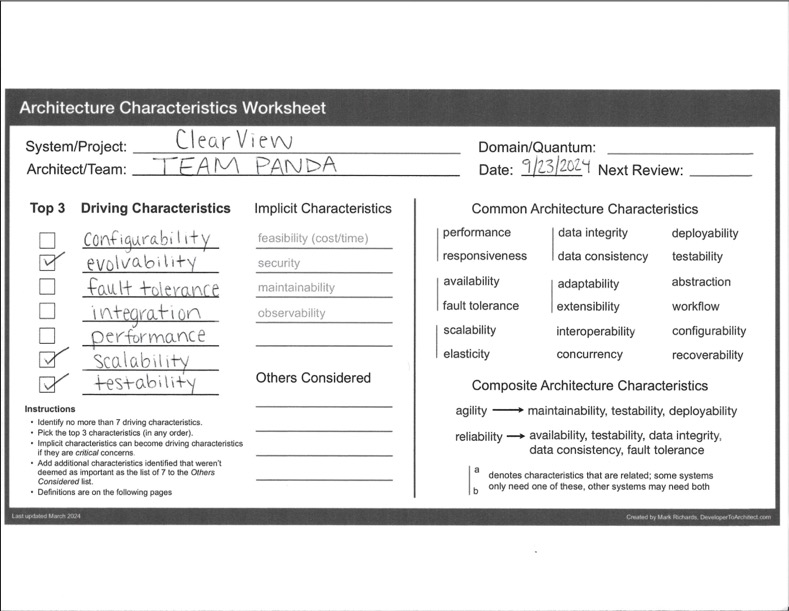 Architecture Characteristics Worksheet
System/Project: Clear View
Domain/Quantum:
Architect/Team: TEAM PANDA
Date: 9/23/2024 Next Review:
Top 3 Driving Characteristics
configurability
evolvability
fault tolerance
integration
performance
scalability
testability
Instructions
• Identify no more than 7 driving characteristics.
• Pick the top 3 characteristics (in any order).
• Implicit characteristics can become driving characteristics
if they are critical concerns.
• Add additional characteristics identified that weren't
deemed as important as the list of 7 to the Others
Considered list.
• Definitions are on the following pages
Implicit Characteristics
feasibility (cost/time)
security
maintainability
observability
Others Considered
Common Architecture Characteristics
performance data integrity deployability
responsiveness data consistency testability
availability adaptability abstraction
fault tolerance extensibility workflow
scalability interoperability configurability
elasticity concurrency recoverability
Composite Architecture Characteristics
agility → maintainability, testability, deployability
reliability → availability, testability, data integrity,
data consistency, fault tolerance
a denotes characteristics that are related; some systems
b only need one of these, other systems may need both
Last updated March 2024
Created by Mark Richards, DeveloperToArchitect.com